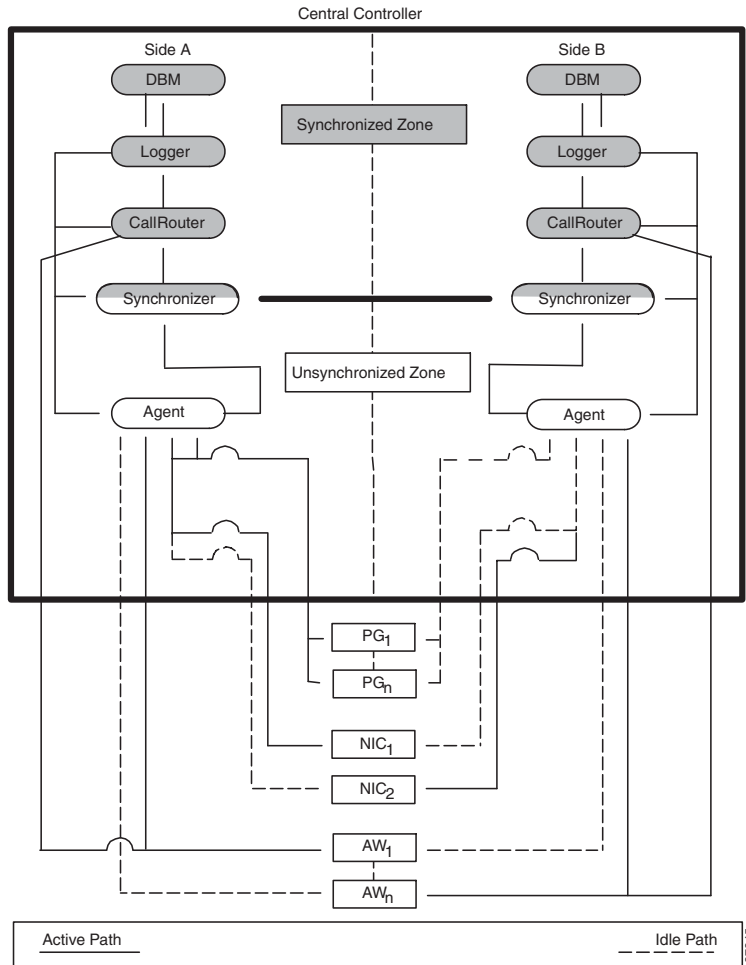 Central Controller
Side A
Side B
DBM
DBM
Synchronized Zone
Logger
Logger
CallRouter
CallRouter
Synchronizer
Synchronizer
Unsynchronized Zone
Agent
Agent
PG1
PGn
NIC1
NIC2
AW1
AWn
Active Path
Idle Path